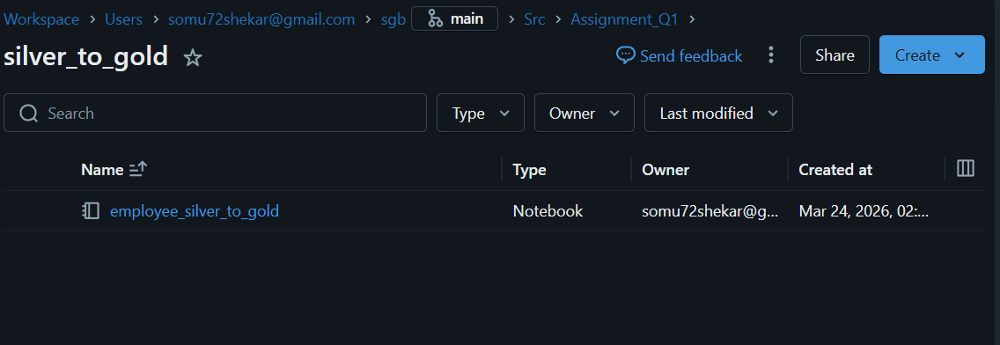 Workspace > Users > somu72shekar@gmail.com > sgb main > Src > Assignment_Q1 >
silver_to_gold Send feedback Share Create
Search Type Owner Last modified
Name Type Owner Created at
employee_silver_to_gold Notebook somu72shekar@g... Mar 24, 2026, 02:...